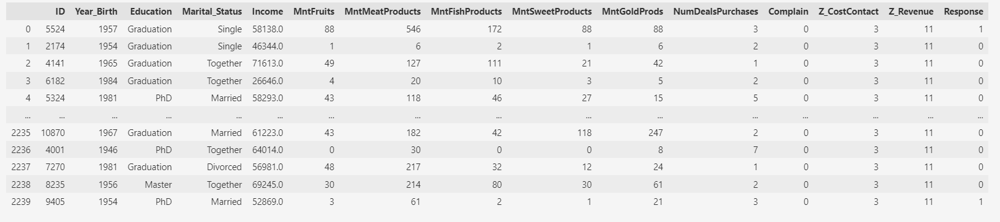 ID Year_Birth Education Marital_Status Income MntFruits MntMeatProducts MntFishProducts MntSweetProducts MntGoldProds NumDealsPurchases Complain Z_CostContact Z_Revenue Response
0 5524 1957 Graduation Single 58138.0 88 546 172 88 88 3 0 3 11 1
1 2174 1954 Graduation Single 46344.0 1 6 2 1 6 2 0 3 11 0
2 4141 1965 Graduation Together 71613.0 49 127 111 21 42 1 0 3 11 0
3 6182 1984 Graduation Together 26646.0 4 20 10 3 5 2 0 3 11 0
4 5324 1981 PhD Married 58293.0 43 118 46 27 15 5 0 3 11 0
... ... ... ... ... ... ... ... ... ... ... ... ... ... ... ...
2235 10870 1967 Graduation Married 61223.0 43 182 42 118 247 2 0 3 11 0
2236 4001 1946 PhD Together 64014.0 0 30 0 0 8 7 0 3 11 0
2237 7270 1981 Graduation Divorced 56981.0 48 217 32 12 24 1 0 3 11 0
2238 8235 1956 Master Together 69245.0 30 214 80 30 61 2 0 3 11 0
2239 9405 1954 PhD Married 52869.0 3 61 2 1 21 3 0 3 11 1